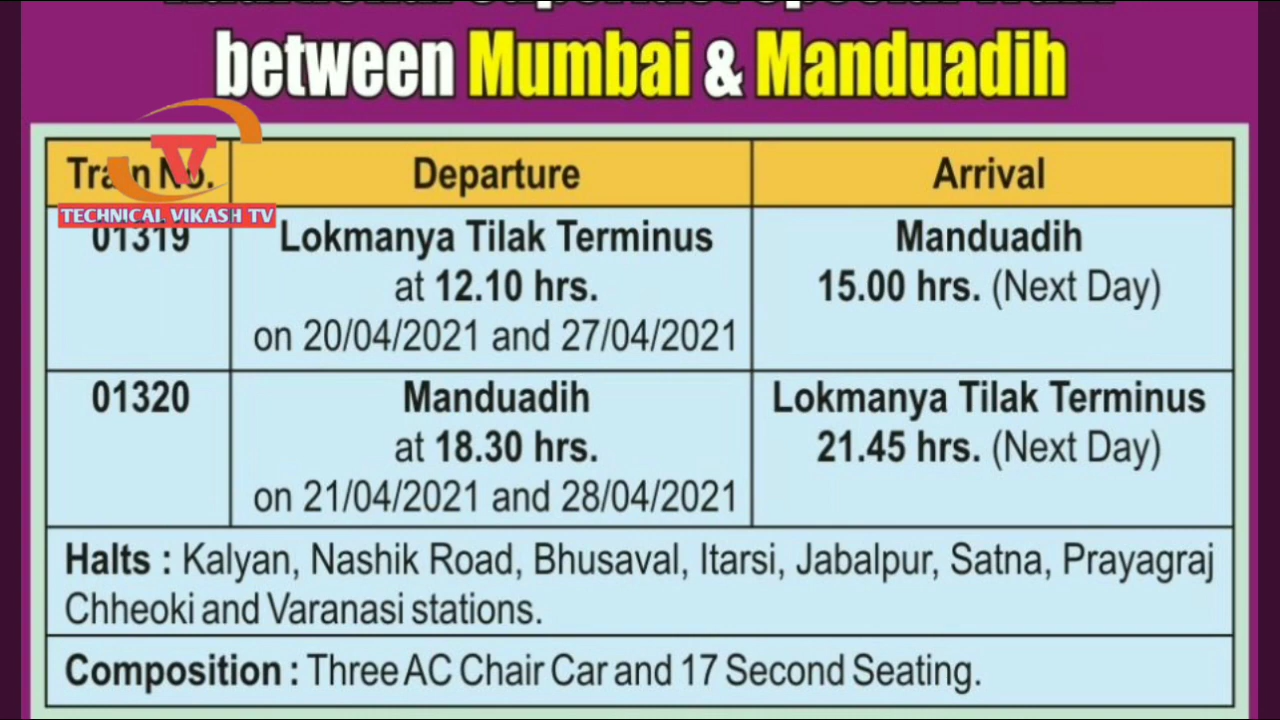 between Mumbai & Manduadih
Train No. Departure Arrival
TECHNICAL VIKASH TV
01319 Lokmanya Tilak Terminus Manduadih
at 12.10 hrs. 15.00 hrs. (Next Day)
on 20/04/2021 and 27/04/2021
01320 Manduadih Lokmanya Tilak Terminus
at 18.30 hrs. 21.45 hrs. (Next Day)
on 21/04/2021 and 28/04/2021
Halts : Kalyan, Nashik Road, Bhusaval, Itarsi, Jabalpur, Satna, Prayagraj
Chheoki and Varanasi stations.
Composition : Three AC Chair Car and 17 Second Seating.